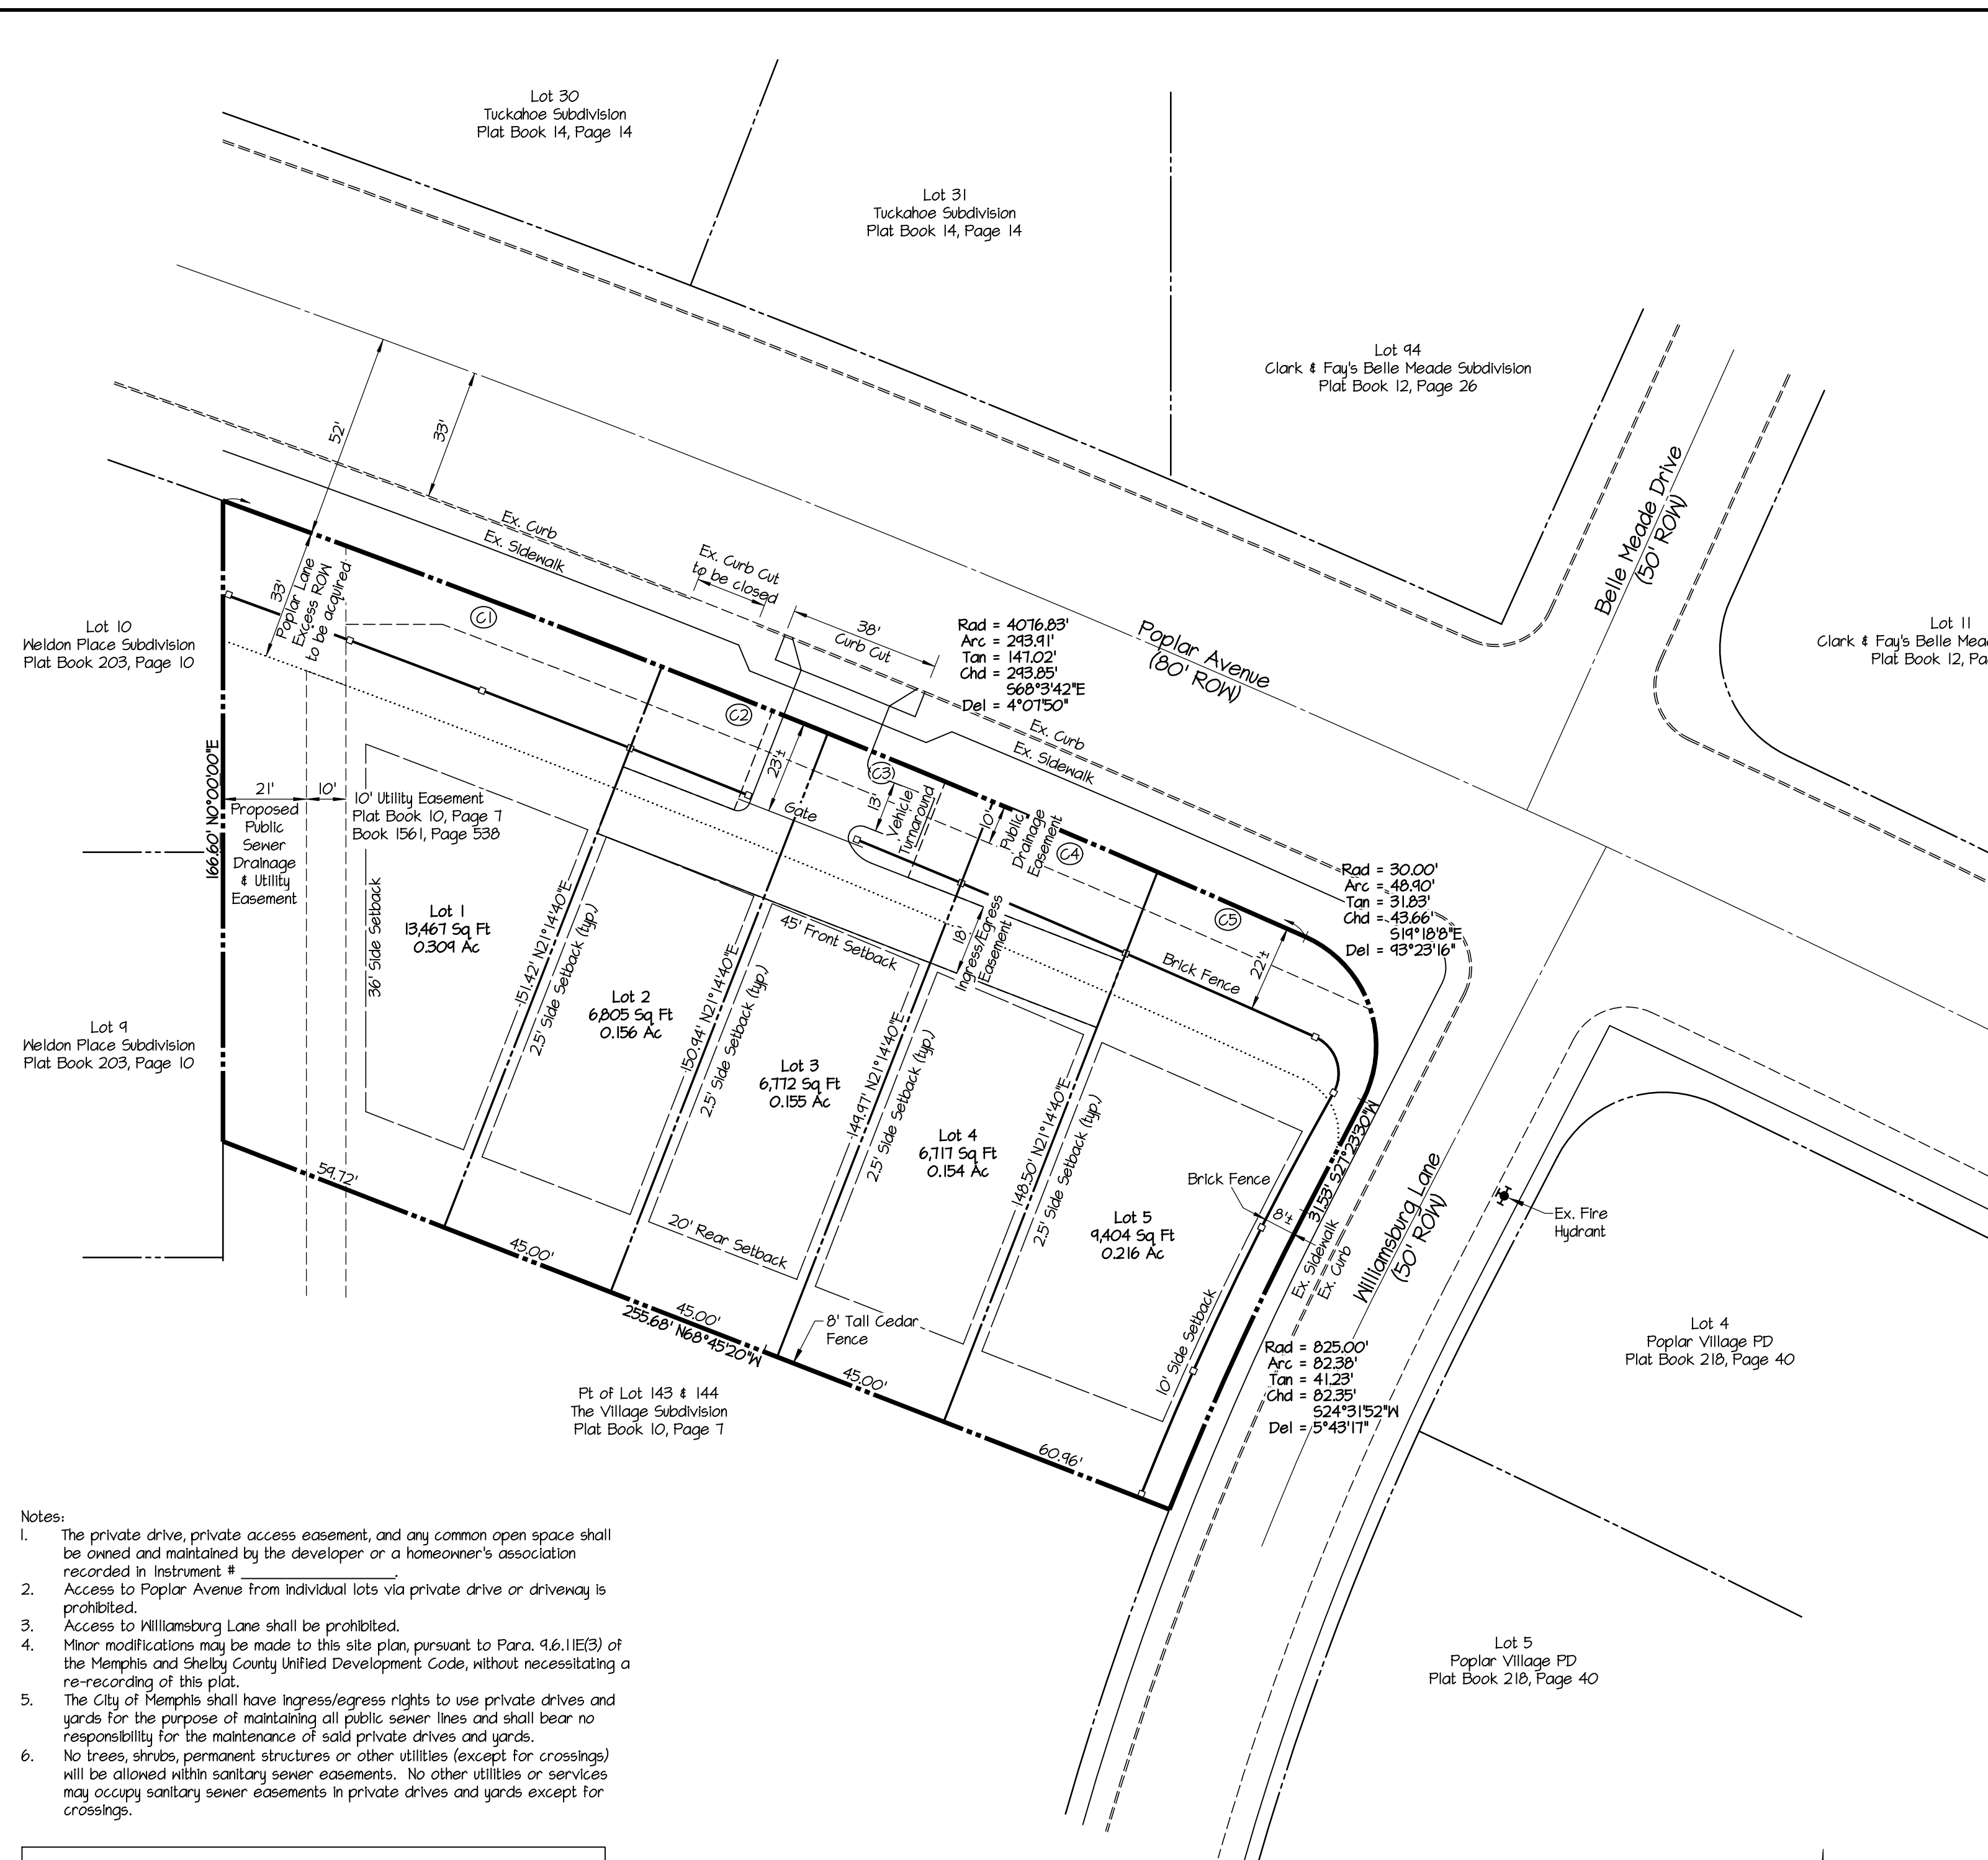 Lot 30
Tuckahoe Subdivision
Plat Book 14, Page 14
Lot 31
Tuckahoe Subdivision
Plat Book 14, Page 14
Lot 94
Clark & Fay's Belle Meade Subdivision
Plat Book 12, Page 26
Belle Meade Drive
(50' ROW)
Lot 11
Clark & Fay's Belle Mea
Plat Book 12, Pa
52'
33'
Ex. Curb
Ex. Sidewalk
Ex. Curb Cut
to be closed
38'
Curb Cut
Poplar Avenue
(80' ROW)
Rad = 4076.83'
Arc = 293.91'
Tan = 147.02'
Chd = 293.85'
S68°3'42"E
Del = 4°07'50"
Ex. Curb
Ex. Sidewalk
33'
Poplar Lane
Excess ROW
to be acquired
C1
C2
C3
C4
C5
Lot 10
Weldon Place Subdivision
Plat Book 203, Page 10
166.60' N0°00'00"E
21'
10'
Proposed
Public
Sewer
Drainage
& Utility
Easement
10' Utility Easement
Plat Book 10, Page 7
Book 1561, Page 538
23'±
Gate
13'
Vehicle
Turnaround
10'
Public
Drainage
Easement
Rad = 30.00'
Arc = 48.90'
Tan = 31.83'
Chd = 43.66'
S19°18'8"E
Del = 93°23'16"
36' Side Setback
Lot 1
13,467 Sq Ft
0.309 Ac
151.42' N21°14'40"E
2.5' Side Setback (typ.)
45' Front Setback
18'
Ingress/Egress
Easement
Brick Fence
22'±
Lot 2
6,805 Sq Ft
0.156 Ac
150.94' N21°14'40"E
2.5' Side Setback (typ.)
Lot 3
6,772 Sq Ft
0.155 Ac
149.97' N21°14'40"E
2.5' Side Setback (typ.)
Lot 4
6,717 Sq Ft
0.154 Ac
148.50' N21°14'40"E
2.5' Side Setback (typ.)
Lot 5
9,404 Sq Ft
0.216 Ac
Lot 9
Weldon Place Subdivision
Plat Book 203, Page 10
Brick Fence
8'±
31.53' S27°23'30"W
Ex. Sidewalk
Ex. Curb
Williamsburg Lane
(50' ROW)
Ex. Fire
Hydrant
59.72'
45.00'
20' Rear Setback
45.00'
255.68' N68°45'20"W
8' Tall Cedar
Fence
45.00'
10' Side Setback
60.96'
Rad = 825.00'
Arc = 82.38'
Tan = 41.23'
Chd = 82.35'
S24°31'52"W
Del = 5°43'17"
Lot 4
Poplar Village PD
Plat Book 218, Page 40
Pt of Lot 143 & 144
The Village Subdivision
Plat Book 10, Page 7
Lot 5
Poplar Village PD
Plat Book 218, Page 40
Notes:
1. The private drive, private access easement, and any common open space shall
be owned and maintained by the developer or a homeowner's association
recorded in Instrument # ____________________.
2. Access to Poplar Avenue from individual lots via private drive or driveway is
prohibited.
3. Access to Williamsburg Lane shall be prohibited.
4. Minor modifications may be made to this site plan, pursuant to Para. 9.6.11E(3) of
the Memphis and Shelby County Unified Development Code, without necessitating a
re-recording of this plat.
5. The City of Memphis shall have ingress/egress rights to use private drives and
yards for the purpose of maintaining all public sewer lines and shall bear no
responsibility for the maintenance of said private drives and yards.
6. No trees, shrubs, permanent structures or other utilities (except for crossings)
will be allowed within sanitary sewer easements. No other utilities or services
may occupy sanitary sewer easements in private drives and yards except for
crossings.